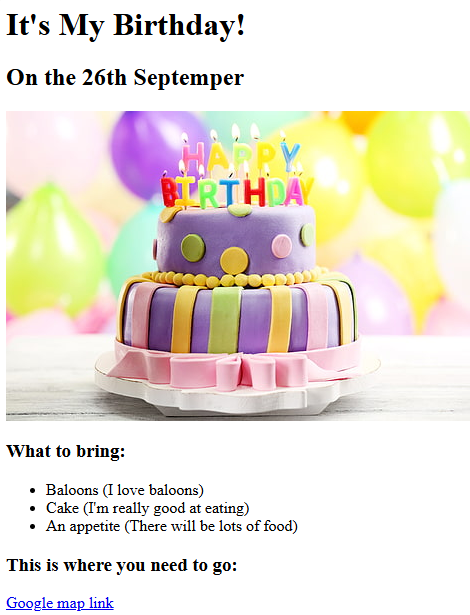 It's My Birthday!
On the 26th Septemper
HAPPY
BIRTHDAY
What to bring:
Baloons (I love baloons)
Cake (I'm really good at eating)
An appetite (There will be lots of food)
This is where you need to go:
Google map link